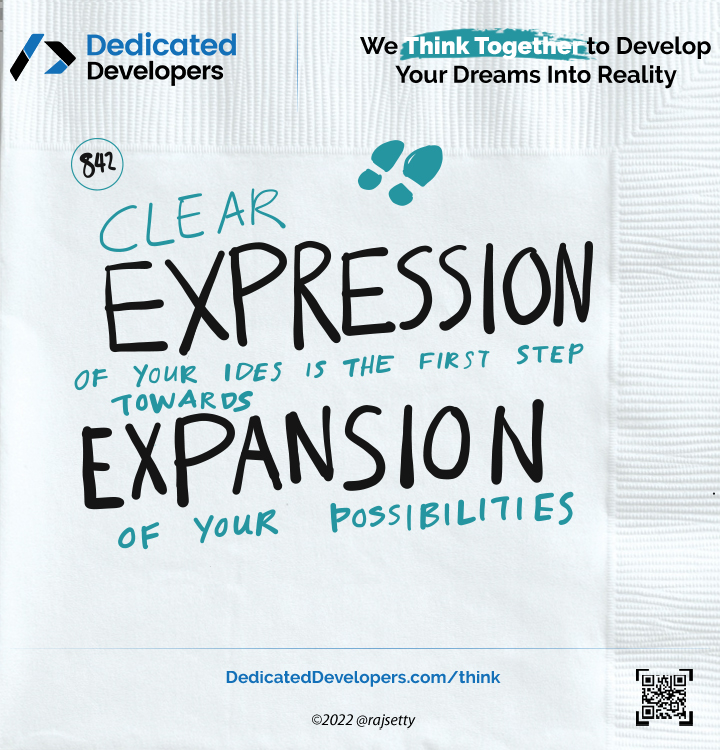 Dedicated
Developers
We Think Together to Develop
Your Dreams Into Reality
842
CLEAR
EXPRESSION
OF YOUR IDES IS THE FIRST STEP
TOWARDS
EXPANSION
OF YOUR POSSIBILITIES
DedicatedDevelopers.com/think
©2022 @rajsetty